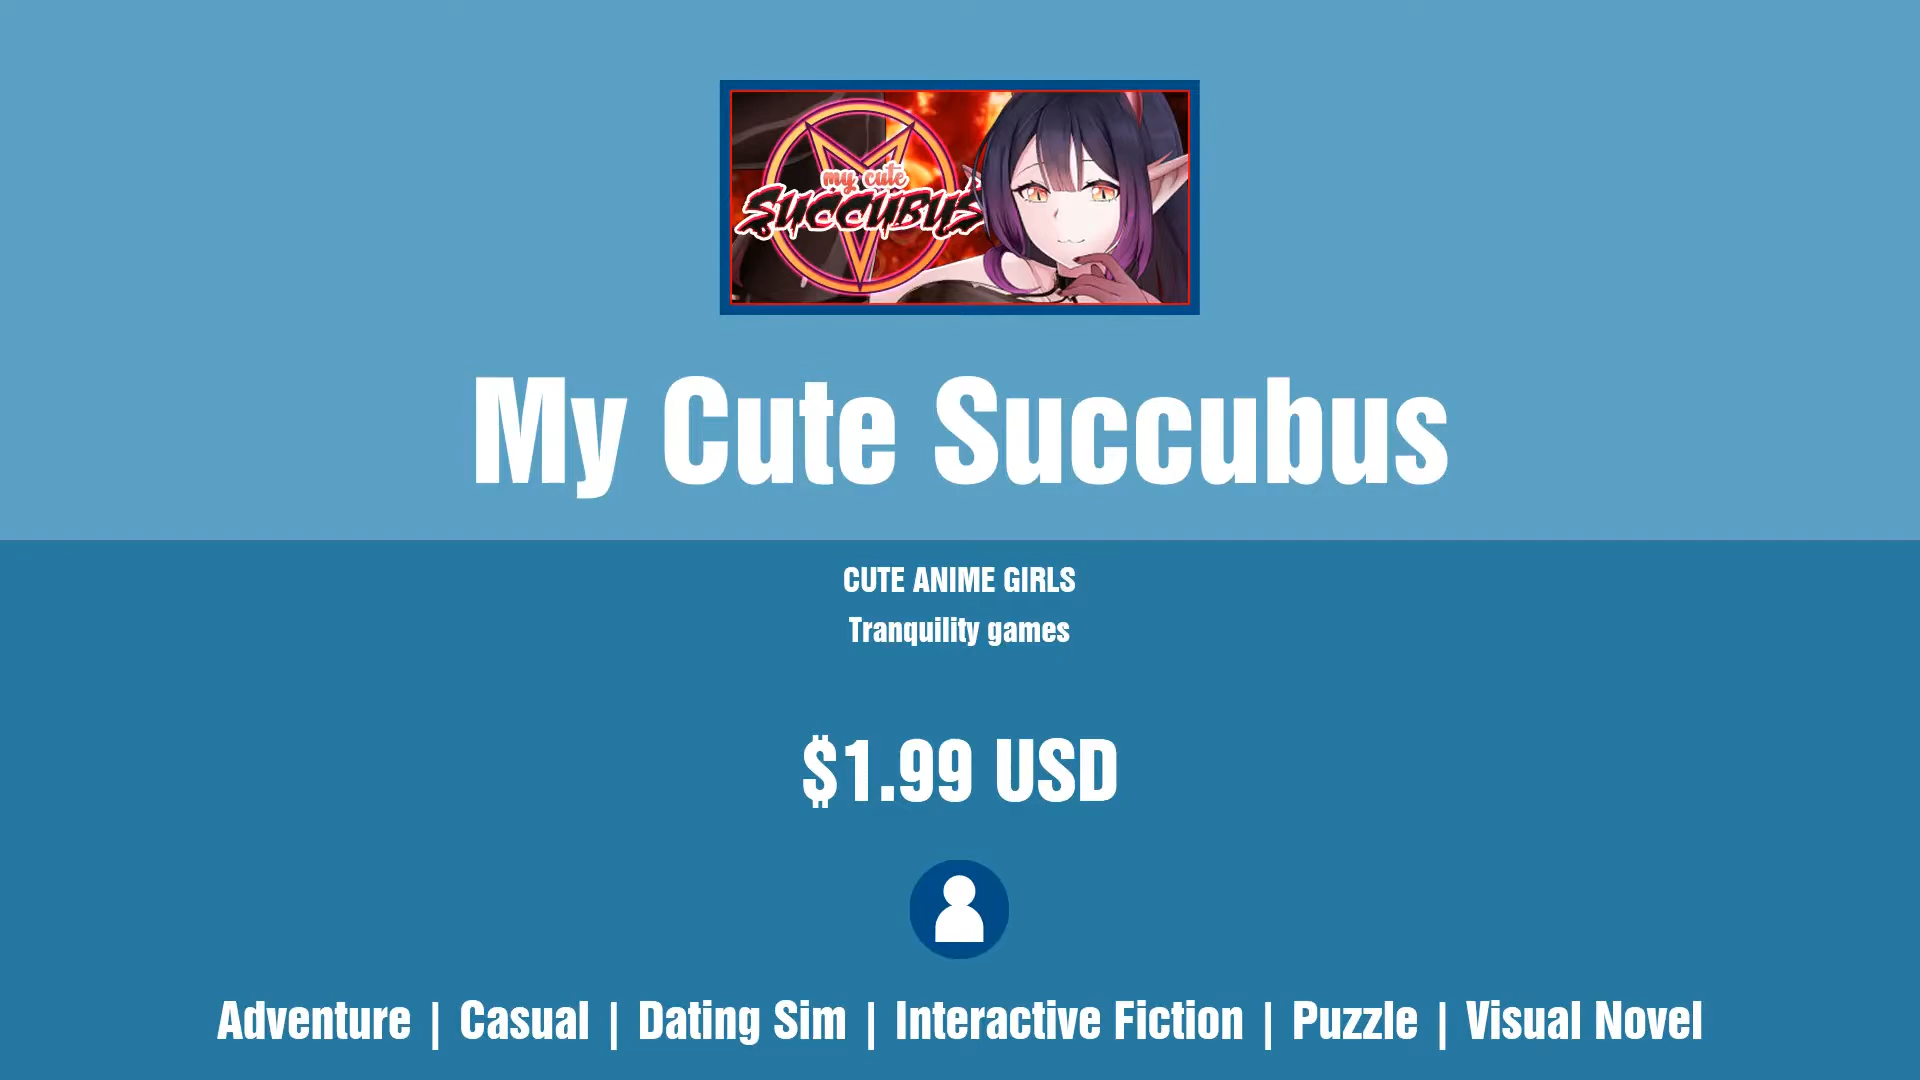 my cute
SUCCUBUS
My Cute Succubus
CUTE ANIME GIRLS
Tranquility games
$1.99 USD
Adventure | Casual | Dating Sim | Interactive Fiction | Puzzle | Visual Novel